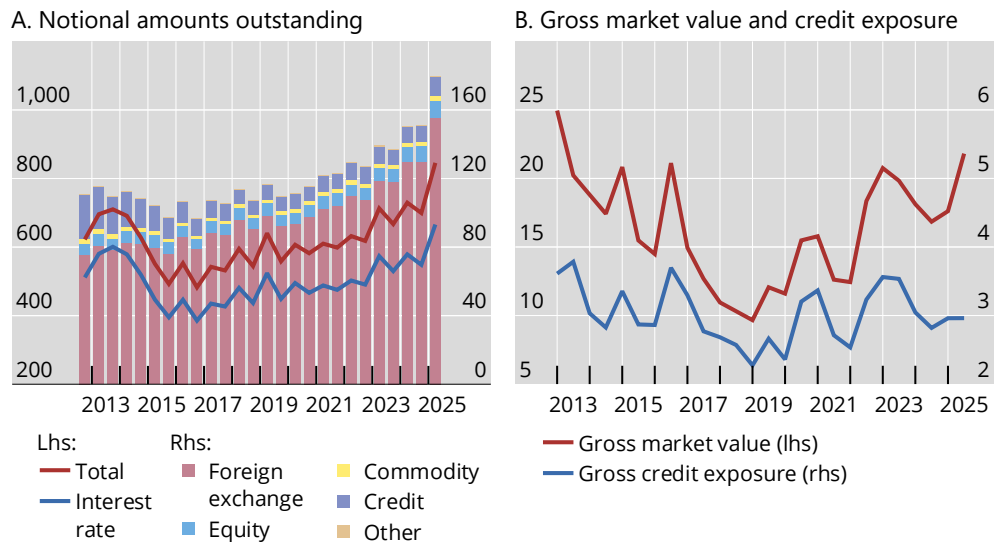 A. Notional amounts outstanding
1,000
800
600
400
200
160
120
80
40
0
2013 2015 2017 2019 2021 2023 2025
Lhs:
Total
Interest
rate
Rhs:
Foreign
exchange
Equity
Commodity
Credit
Other
B. Gross market value and credit exposure
25
20
15
10
5
6
5
4
3
2
2013 2015 2017 2019 2021 2023 2025
Gross market value (lhs)
Gross credit exposure (rhs)